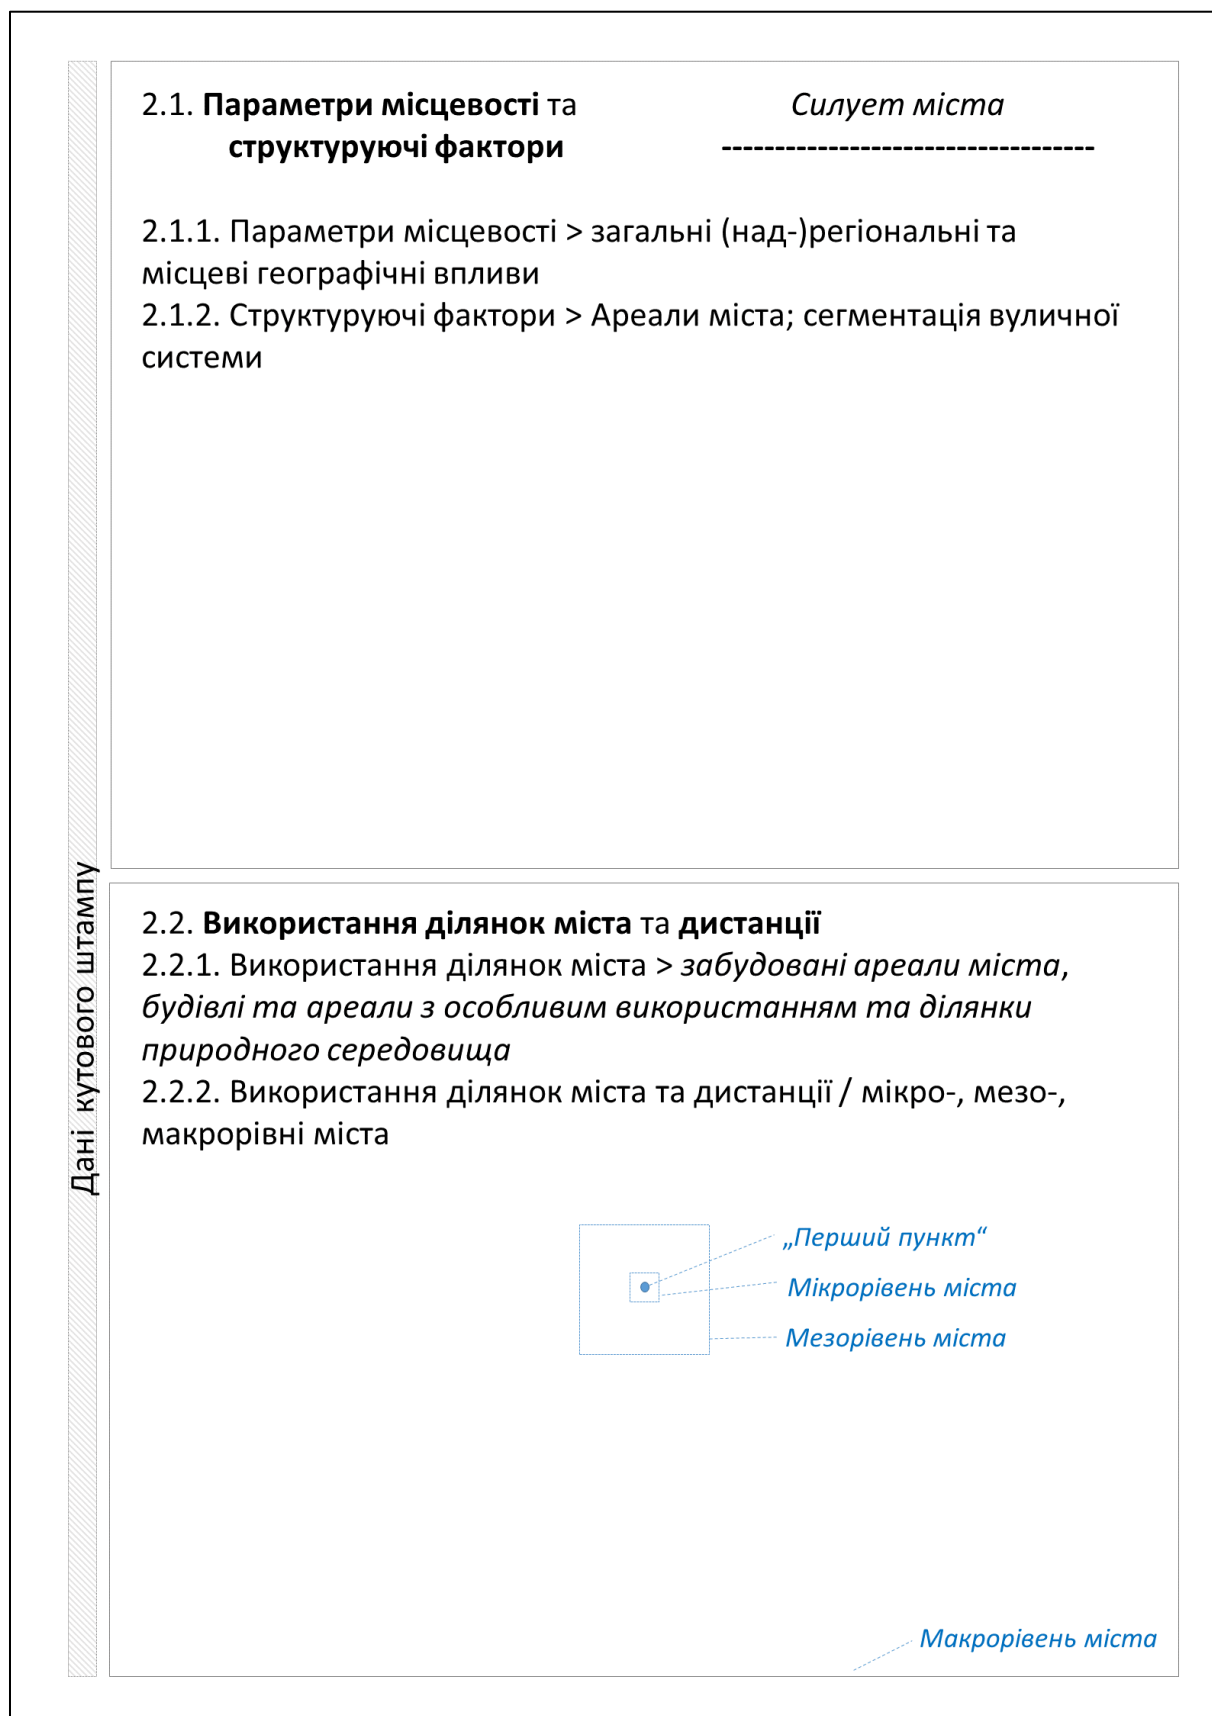 2.1. Параметри місцевості та
структуруючі фактори
Силует міста
-----------------------------------
2.1.1. Параметри місцевості > загальні (над-)регіональні та
місцеві географічні впливи
2.1.2. Структуруючі фактори > Ареали міста; сегментація вуличної
системи
Дані кутового штампу
2.2. Використання ділянок міста та дистанції
2.2.1. Використання ділянок міста > забудовані ареали міста,
будівлі та ареали з особливим використанням та ділянки
природного середовища
2.2.2. Використання ділянок міста та дистанції / мікро-, мезо-,
макрорівні міста
„Перший пункт“
Мікрорівень міста
Мезорівень міста
Макрорівень міста